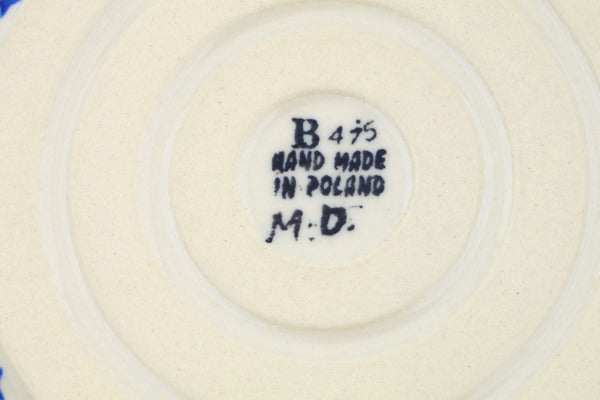 B 475
HAND MADE
IN POLAND
M.D.